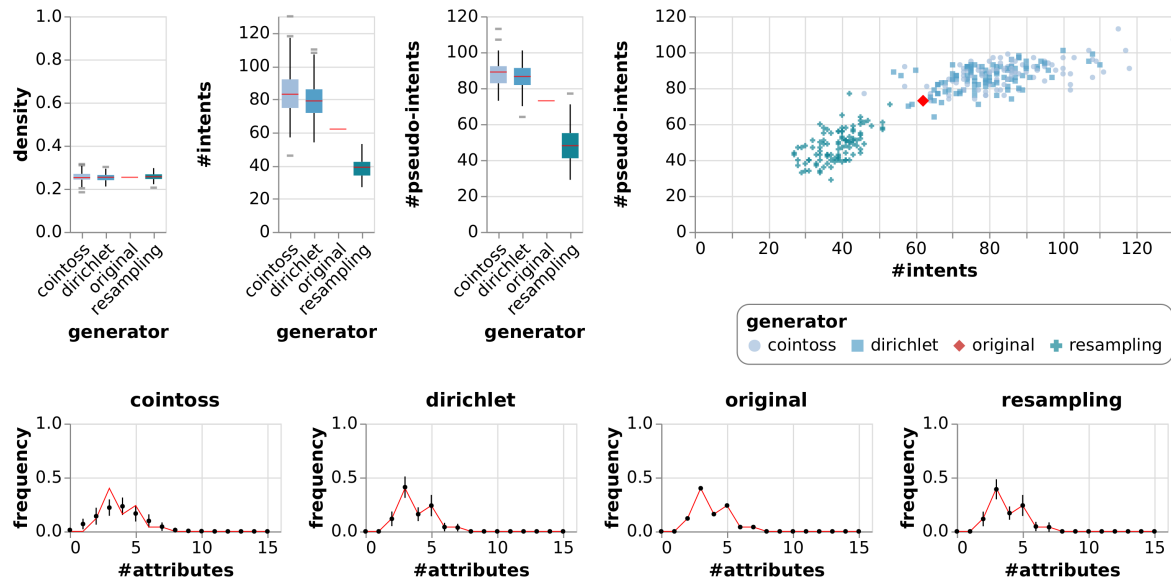 density
1.0
0.8
0.6
0.4
0.2
0.0
cointoss
dirichlet
original
resampling
generator
#intents
120
100
80
60
40
20
0
cointoss
dirichlet
original
resampling
generator
#pseudo-intents
120
100
80
60
40
20
0
cointoss
dirichlet
original
resampling
generator
#pseudo-intents
120
100
80
60
40
20
0
0 20 40 60 80 100 120
#intents
generator
cointoss dirichlet original resampling
cointoss
frequency
1.0
0.5
0.0
0 5 10 15
#attributes
dirichlet
frequency
1.0
0.5
0.0
0 5 10 15
#attributes
original
frequency
1.0
0.5
0.0
0 5 10 15
#attributes
resampling
frequency
1.0
0.5
0.0
0 5 10 15
#attributes